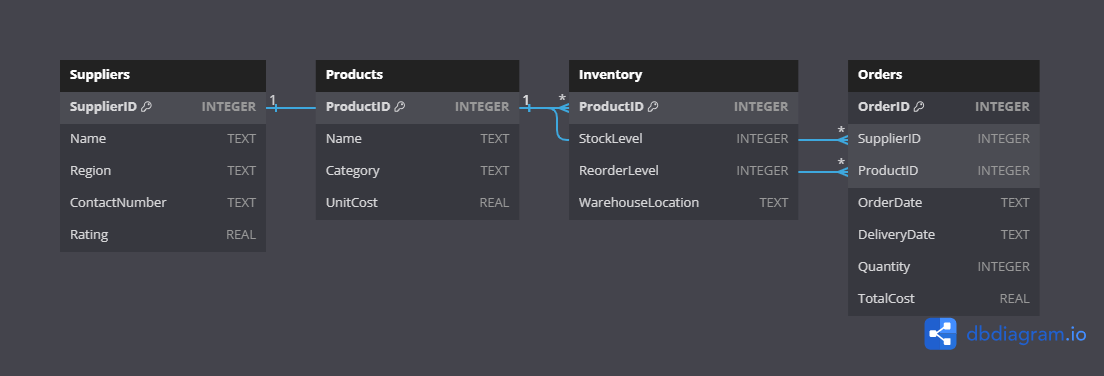 Suppliers
SupplierID INTEGER
Name TEXT
Region TEXT
ContactNumber TEXT
Rating REAL
1
Products
ProductID INTEGER
Name TEXT
Category TEXT
UnitCost REAL
1
*
Inventory
ProductID INTEGER
StockLevel INTEGER
ReorderLevel INTEGER
WarehouseLocation TEXT
*
*
Orders
OrderID INTEGER
SupplierID INTEGER
ProductID INTEGER
OrderDate TEXT
DeliveryDate TEXT
Quantity INTEGER
TotalCost REAL
dbdiagram.io